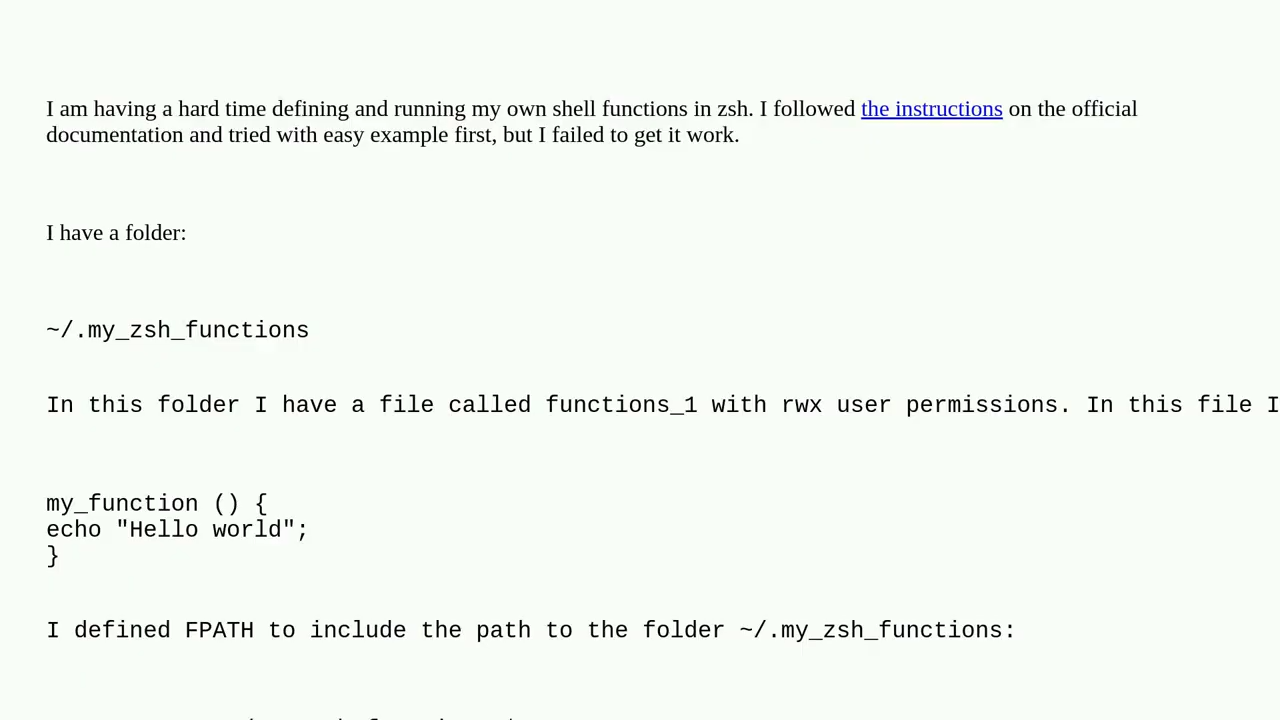 I am having a hard time defining and running my own shell functions in zsh. I followed the instructions on the official
documentation and tried with easy example first, but I failed to get it work.
I have a folder:
~/.my_zsh_functions
In this folder I have a file called functions_1 with rwx user permissions. In this file I
my_function () {
echo "Hello world";
}
I defined FPATH to include the path to the folder ~/.my_zsh_functions: